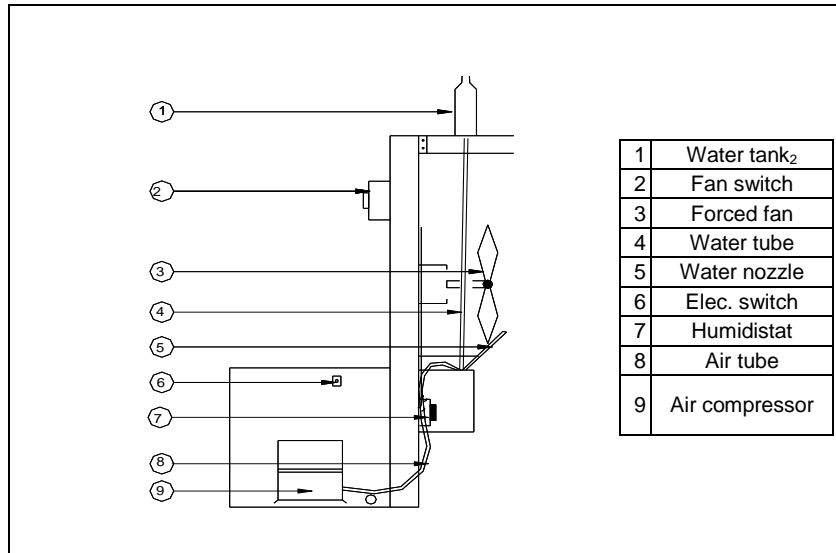 1
2
3
4
5
6
7
8
9
1 Water tank₂
2 Fan switch
3 Forced fan
4 Water tube
5 Water nozzle
6 Elec. switch
7 Humidistat
8 Air tube
9 Air compressor